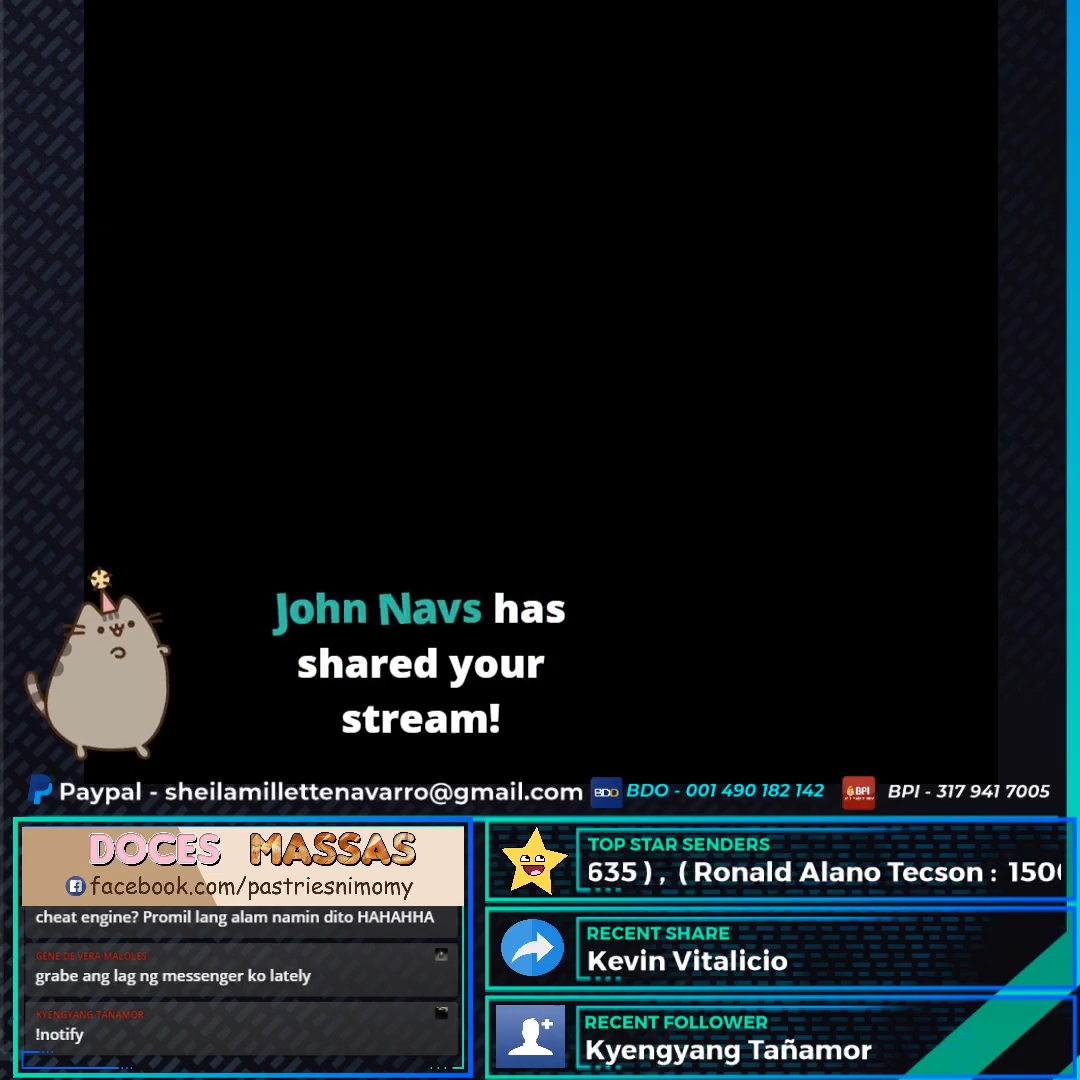 John Navs has
shared your
stream!
Paypal - sheilamillettenavarro@gmail.com
BDO
BDO - 001 490 182 142
BPI
BPI - 317 941 7005
DOCES MASSAS
facebook.com/pastriesnimomy
cheat engine? Promil lang alam namin dito HAHAHHA
GENE DE VERA MALOLES
grabe ang lag ng messenger ko lately
KYENGYANG TAÑAMOR
!notify
TOP STAR SENDERS
635 ) , ( Ronald Alano Tecson : 150
RECENT SHARE
Kevin Vitalicio
RECENT FOLLOWER
Kyengyang Tañamor